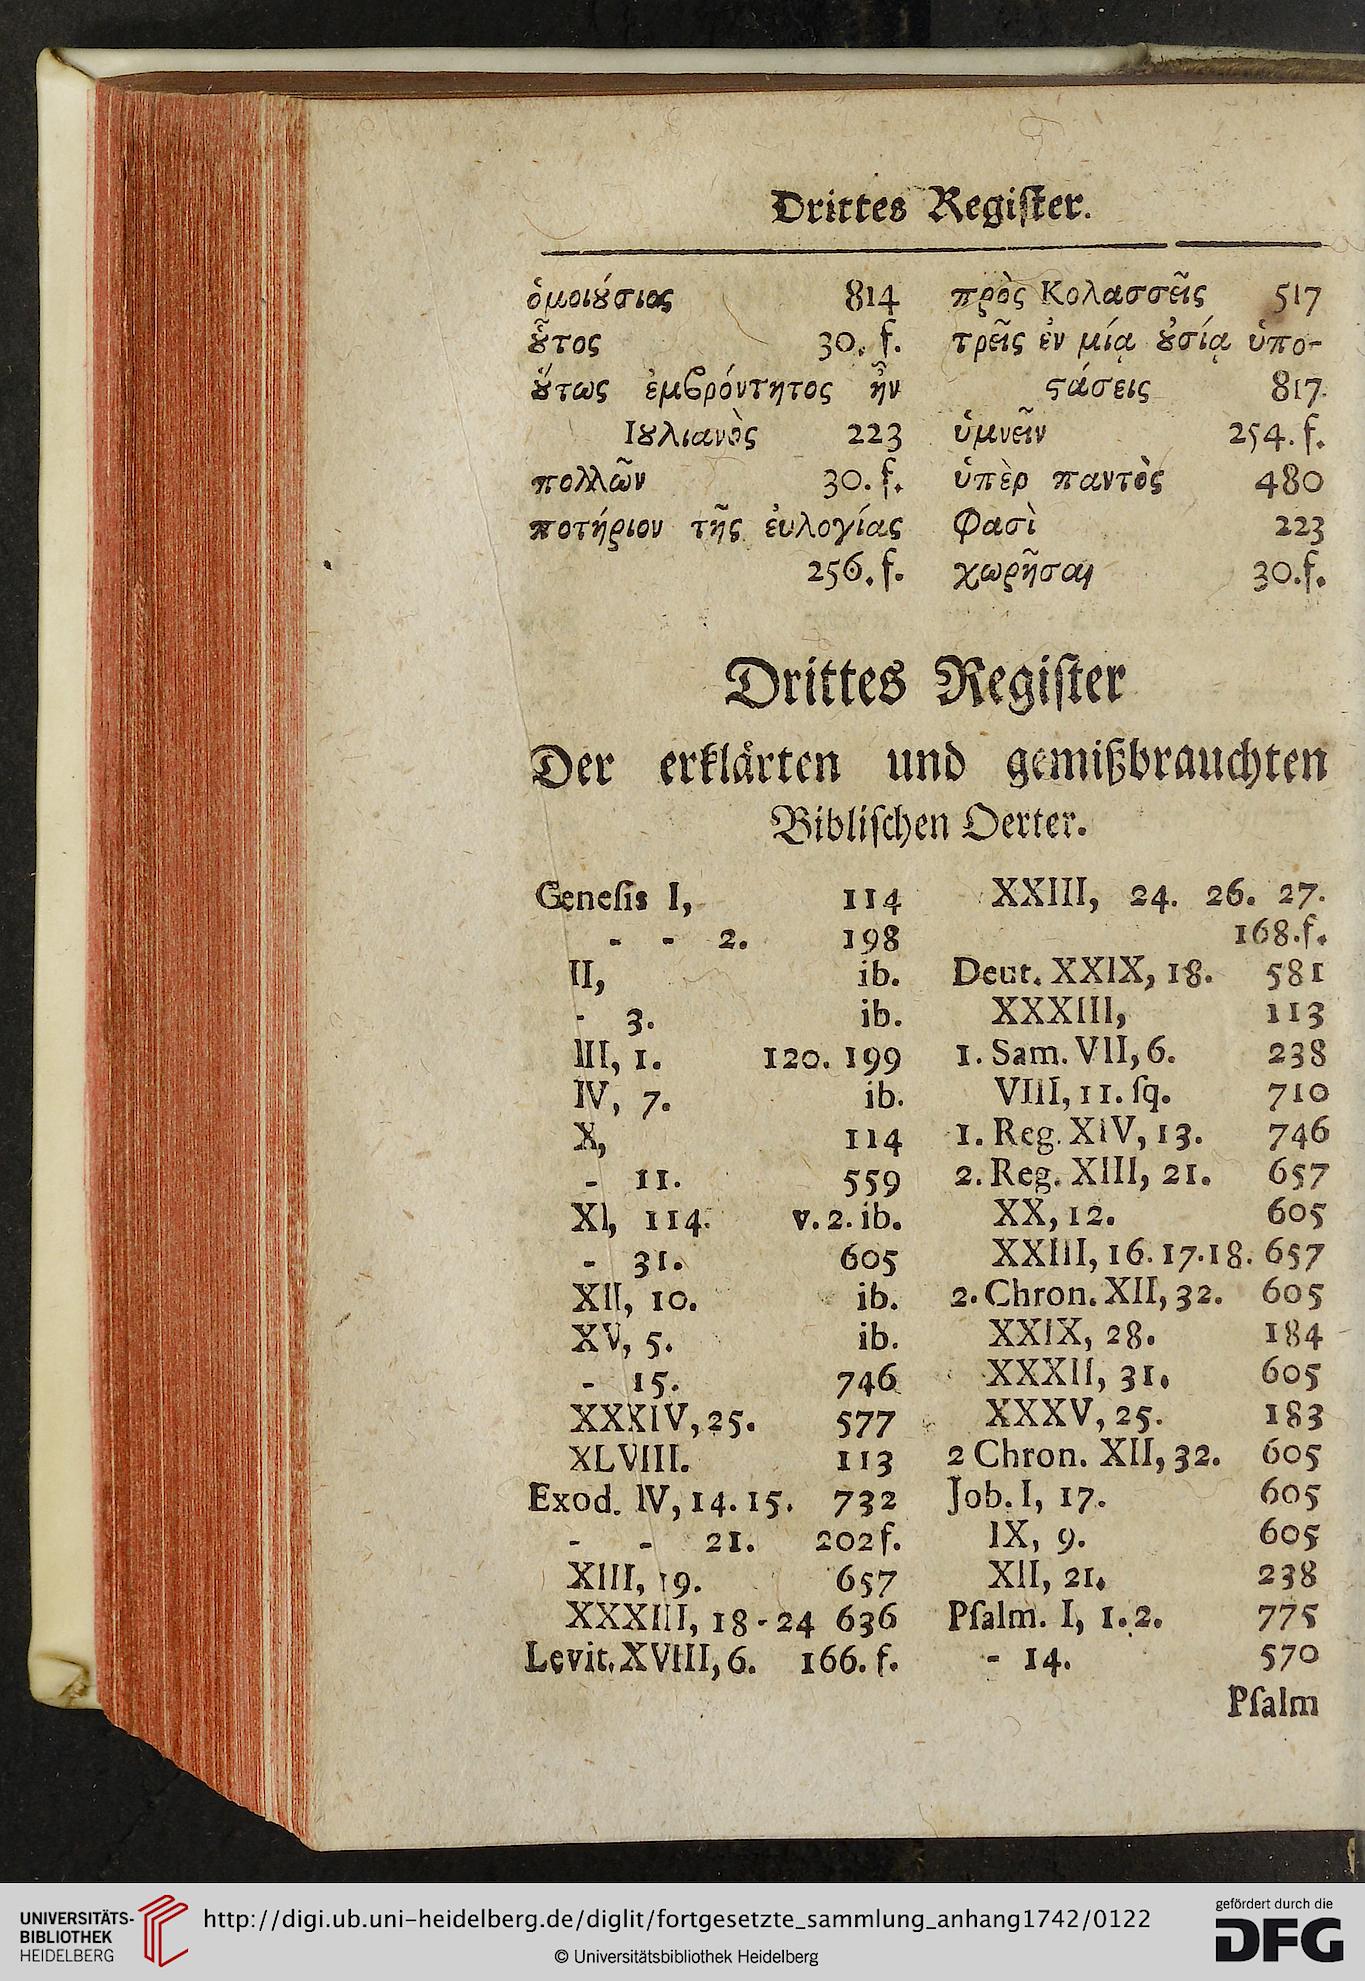 Drittes Regiſter.
ὁμοιȣ́σιος 814
ȣ̃τος 30. f.
ȣ́τως ἐμβρόντητος ἦν
Ιȣλιανὸς 223
πολλῶν 30. f.
ποτήριον τῆς ἐυλογίας
256. f.
πρὸς Κολασσεῖς 517
τρεῖς ἐν μίᾳ ȣσίᾳ ὑπο-
ϛάσεις 817
ὑμνεῖν 254. f.
ὑπὲρ παντὸς 480
Φασὶ 223
χωρῆσαι 30.f.
Drittes Regiſter
Der erklärten und gemißbrauchten
Bibliſchen Oerter.
Geneſis I, 114
- - 2. 198
II, ib.
- 3. ib.
III, 1. 120. 199
IV, 7. ib.
X, 114
- 11. 559
XI, 114. v. 2. ib.
- 31. 605
XII, 10. ib.
XV, 5. ib.
- 15. 746
XXXIV, 25. 577
XLVIII. 113
Exod. IV, 14. 15. 732
- - 21. 202 f.
XIII, 19. 657
XXXIII, 18-24 636
Levit. XVIII, 6. 166. f.
XXIII, 24. 26. 27.
168.f.
Deut. XXIX, 18. 581
XXXIII, 113
1. Sam. VII, 6. 238
VIII, 11. ſq. 710
1. Reg. XIV, 13. 746
2. Reg. XIII, 21. 657
XX, 12. 605
XXIII, 16. 17. 18. 657
2. Chron. XII, 32. 605
XXIX, 28. 184
XXXII, 31. 605
XXXV, 25. 183
2 Chron. XII, 32. 605
Job. I, 17. 605
IX, 9. 605
XII, 21. 238
Pſalm. I, 1. 2. 775
- 14. 570
Pſalm
UNIVERSITÄTS-
BIBLIOTHEK
HEIDELBERG
http://digi.ub.uni-heidelberg.de/diglit/fortgesetzte_sammlung_anhang1742/0122
© Universitätsbibliothek Heidelberg
gefördert durch die
DFG